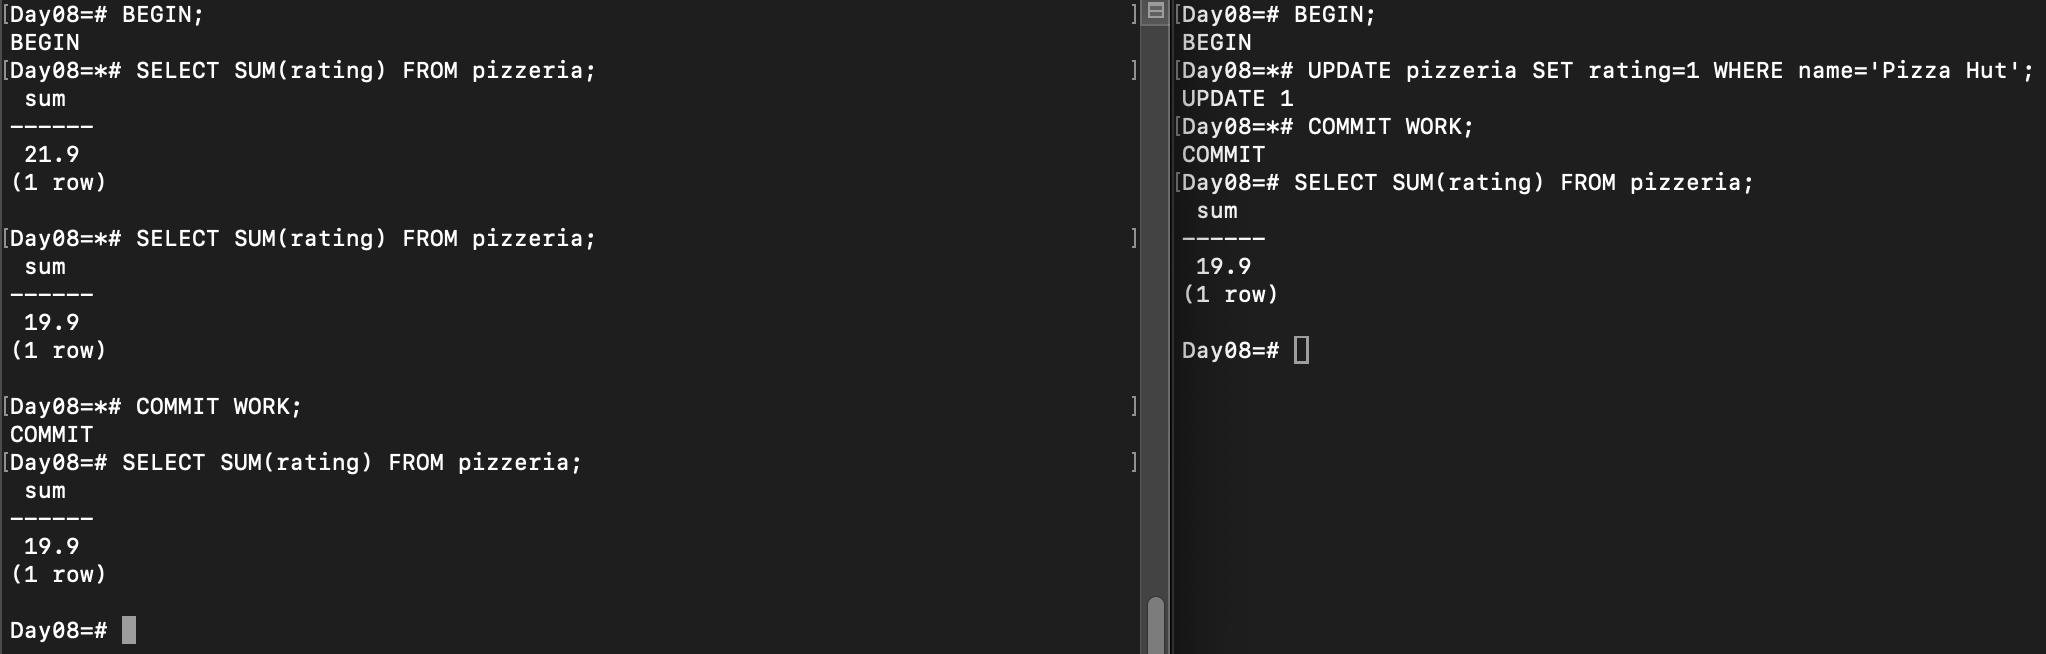 [Day08=# BEGIN; ]
BEGIN
[Day08=*# SELECT SUM(rating) FROM pizzeria; ]
 sum
------
 21.9
(1 row)

[Day08=*# SELECT SUM(rating) FROM pizzeria; ]
 sum
------
 19.9
(1 row)

[Day08=*# COMMIT WORK; ]
COMMIT
[Day08=# SELECT SUM(rating) FROM pizzeria; ]
 sum
------
 19.9
(1 row)

Day08=#
[Day08=# BEGIN;
BEGIN
[Day08=*# UPDATE pizzeria SET rating=1 WHERE name='Pizza Hut';
UPDATE 1
[Day08=*# COMMIT WORK;
COMMIT
[Day08=# SELECT SUM(rating) FROM pizzeria;
 sum
------
 19.9
(1 row)

Day08=#